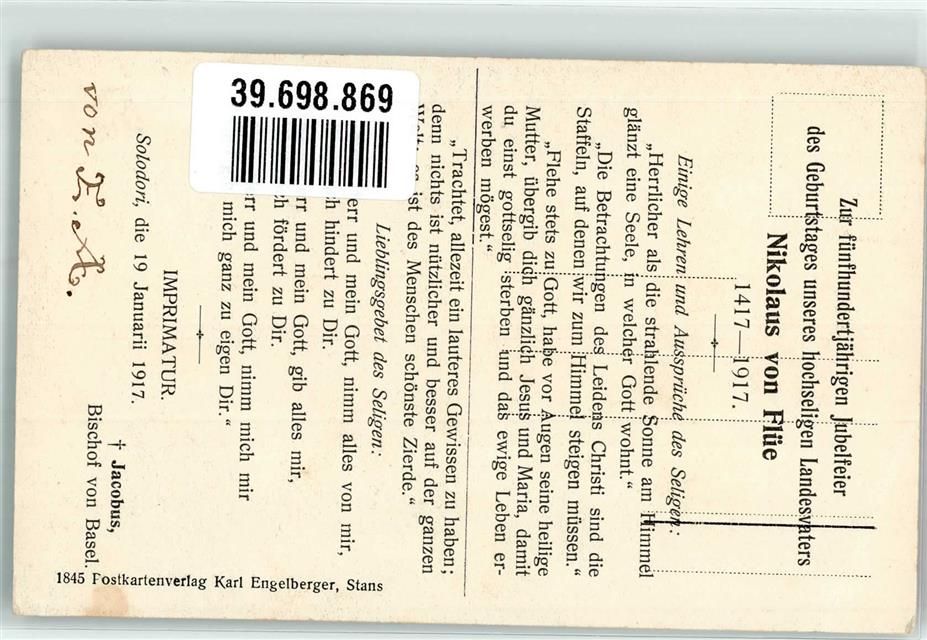 Zur fünfhundertjährigen Jubelfeier
des Geburtstages unseres hochseligen Landesvaters
Nikolaus von Flüe
1417—1917.
Einige Lehren und Aussprüche des Seligen:
„Herrlicher als die strahlende Sonne am Himmel
glänzt eine Seele, in welcher Gott wohnt.“
„Die Betrachtungen des Leidens Christi sind die
Staffeln, auf denen wir zum Himmel steigen müssen.“
„Flehe stets zu Gott, habe vor Augen seine heilige
Mutter, übergib dich gänzlich Jesus und Maria, damit
du einst gottselig sterben und das ewige Leben er-
werben mögest.“
„Trachtet, allezeit ein lauteres Gewissen zu haben;
denn nichts ist nützlicher und besser auf der ganzen
ist des Menschen schönste Zierde.“
Lieblingsgebet des Seligen:
und mein Gott, nimm alles von mir,
hindert zu Dir.
und mein Gott, gib alles mir,
fördert zu Dir.
und mein Gott, nimm mich mir
mich ganz zu eigen Dir.“
IMPRIMATUR.
Solodori, die 19 Januarii 1917.
† Jacobus,
Bischof von Basel.
von
1845 Postkartenverlag Karl Engelberger, Stans
39.698.869